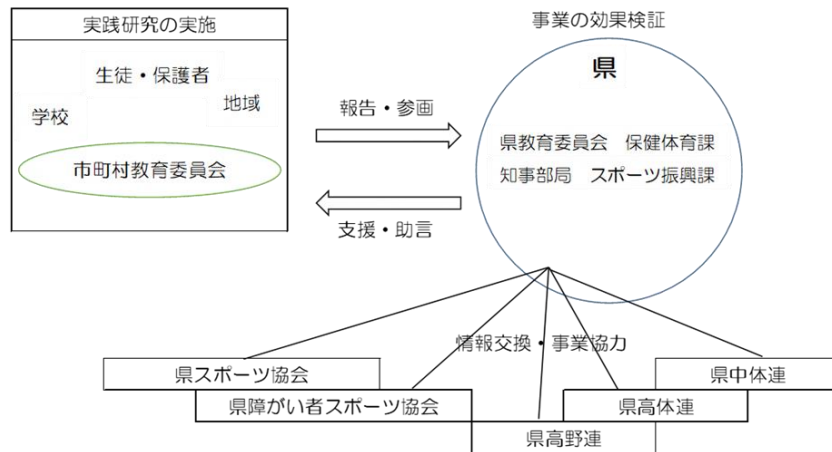 実践研究の実施
生徒・保護者
地域
学校
市町村教育委員会
報告・参画
支援・助言
事業の効果検証
県
県教育委員会 保健体育課
知事部局 スポーツ振興課
情報交換・事業協力
県スポーツ協会
県中体連
県障がい者スポーツ協会
県高体連
県高野連